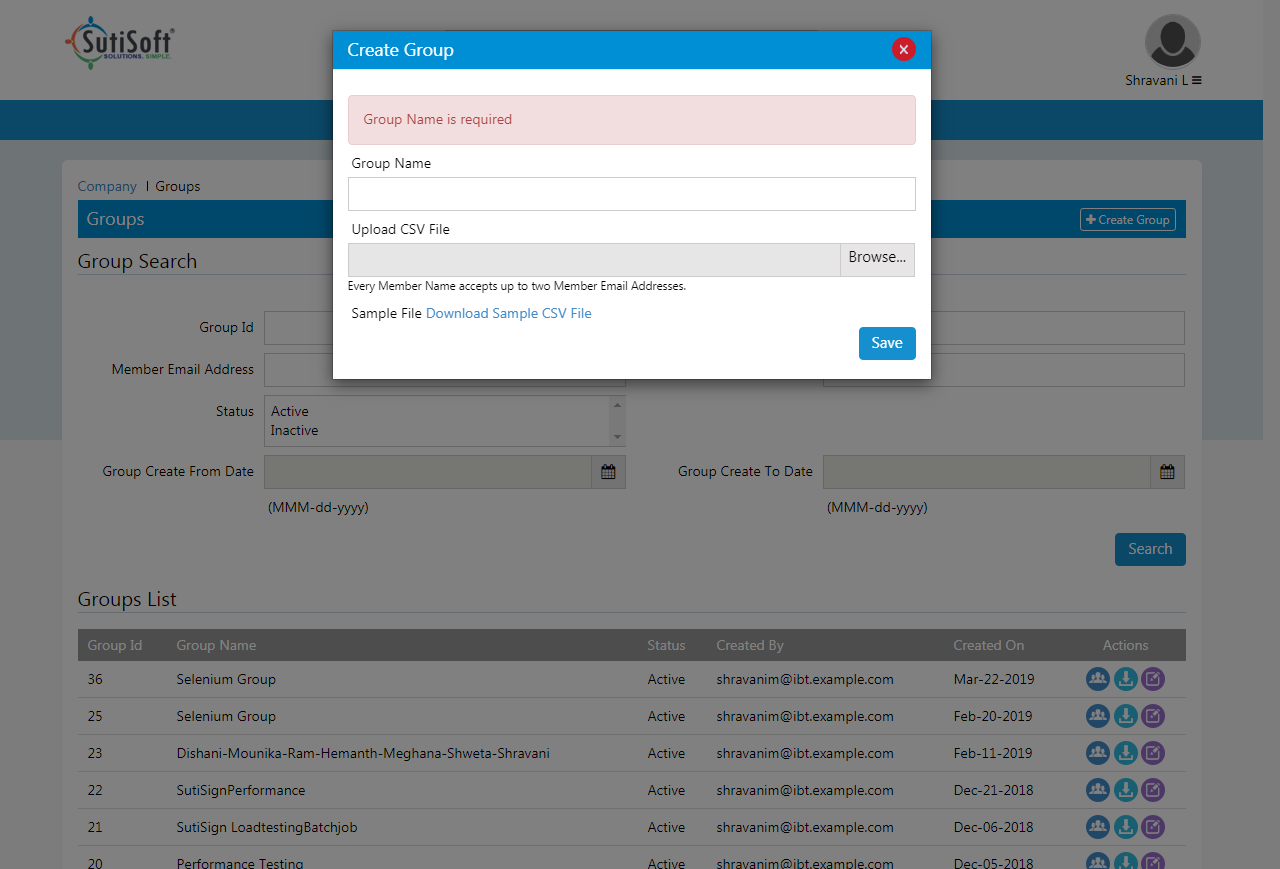 SutiSoft®
SOLUTIONS. SIMPLE.
Shravani L
Create Group
Group Name is required
Group Name
Upload CSV File
Browse...
Every Member Name accepts up to two Member Email Addresses.
Sample File Download Sample CSV File
Save
Company | Groups
Groups
Create Group
Group Search
Group Id
Member Email Address
Status
Active
Inactive
Group Create From Date
Group Create To Date
(MMM-dd-yyyy)
(MMM-dd-yyyy)
Search
Groups List
Group Id Group Name Status Created By Created On Actions
36 Selenium Group Active shravanim@ibt.example.com Mar-22-2019
25 Selenium Group Active shravanim@ibt.example.com Feb-20-2019
23 Dishani-Mounika-Ram-Hemanth-Meghana-Shweta-Shravani Active shravanim@ibt.example.com Feb-11-2019
22 SutiSignPerformance Active shravanim@ibt.example.com Dec-21-2018
21 SutiSign LoadtestingBatchjob Active shravanim@ibt.example.com Dec-06-2018
20 Performance Testing Active shravanim@ibt.example.com Dec-05-2018